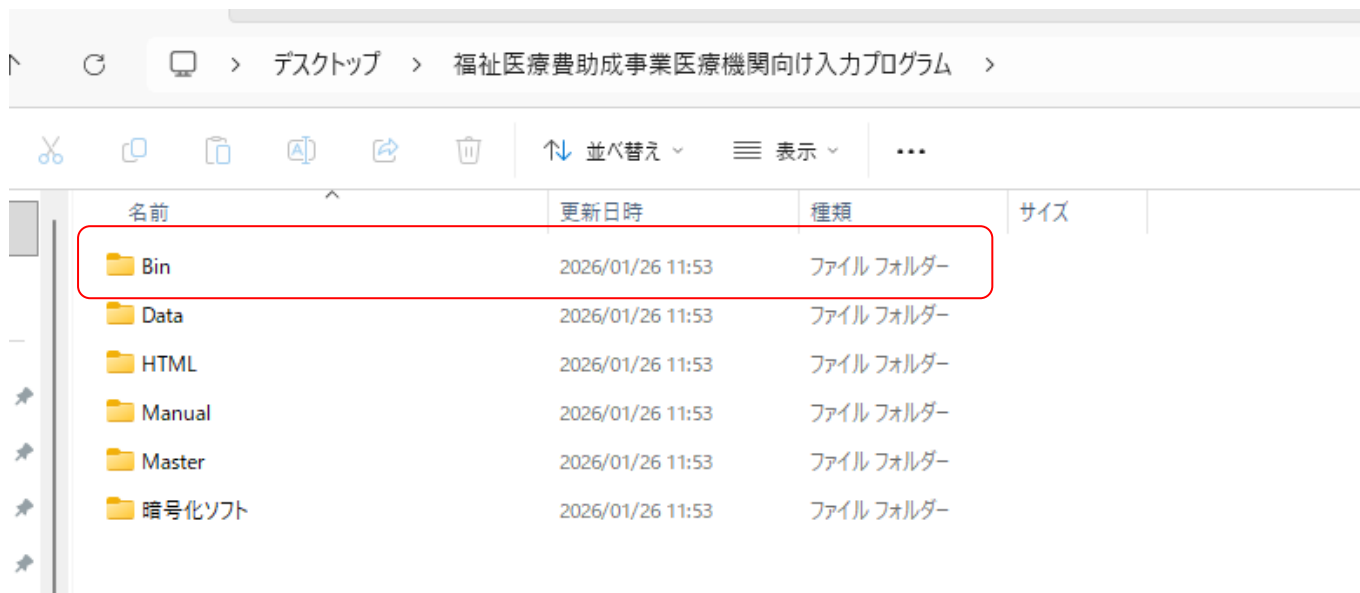 デスクトップ > 福祉医療費助成事業医療機関向け入力プログラム >
並べ替え 表示 ...
名前 更新日時 種類 サイズ
Bin 2026/01/26 11:53 ファイル フォルダー
Data 2026/01/26 11:53 ファイル フォルダー
HTML 2026/01/26 11:53 ファイル フォルダー
Manual 2026/01/26 11:53 ファイル フォルダー
Master 2026/01/26 11:53 ファイル フォルダー
暗号化ソフト 2026/01/26 11:53 ファイル フォルダー